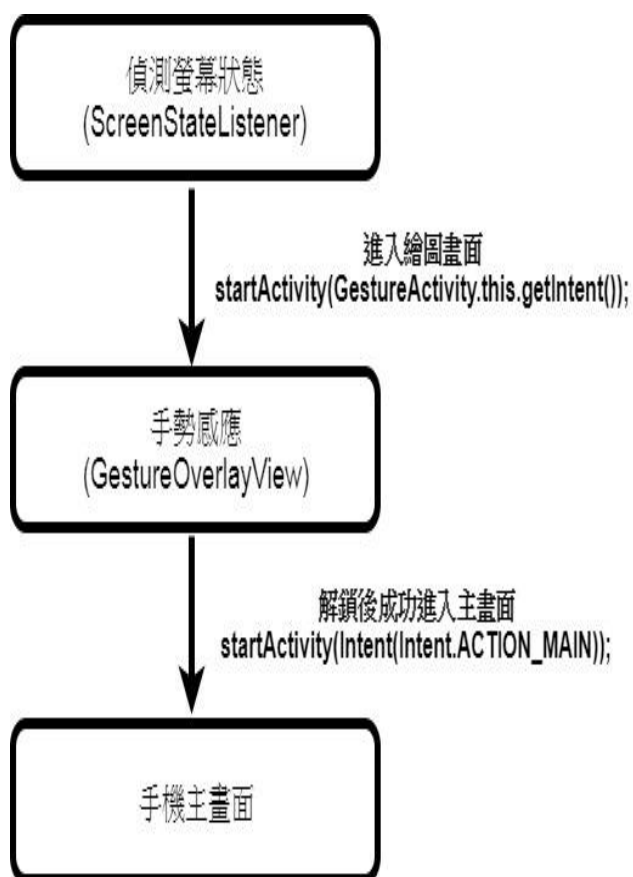 偵測螢幕狀態
(ScreenStateListener)
進入繪圖畫面
startActivity(GestureActivity.this.getIntent());
手勢感應
(GestureOverlayView)
解鎖後成功進入主畫面
startActivity(Intent(Intent.ACTION_MAIN));
手機主畫面